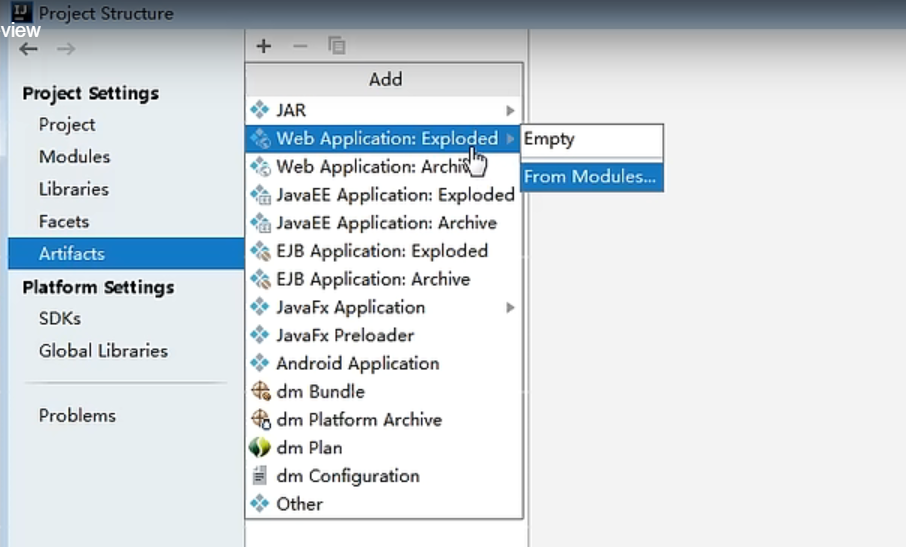 Project Structure
view
Project Settings
Project
Modules
Libraries
Facets
Artifacts
Platform Settings
SDKs
Global Libraries
Problems
Add
JAR
Web Application: Exploded
Web Application: Archive
JavaEE Application: Exploded
JavaEE Application: Archive
EJB Application: Exploded
EJB Application: Archive
JavaFx Application
JavaFx Preloader
Android Application
dm Bundle
dm Platform Archive
dm Plan
dm Configuration
Other
Empty
From Modules...